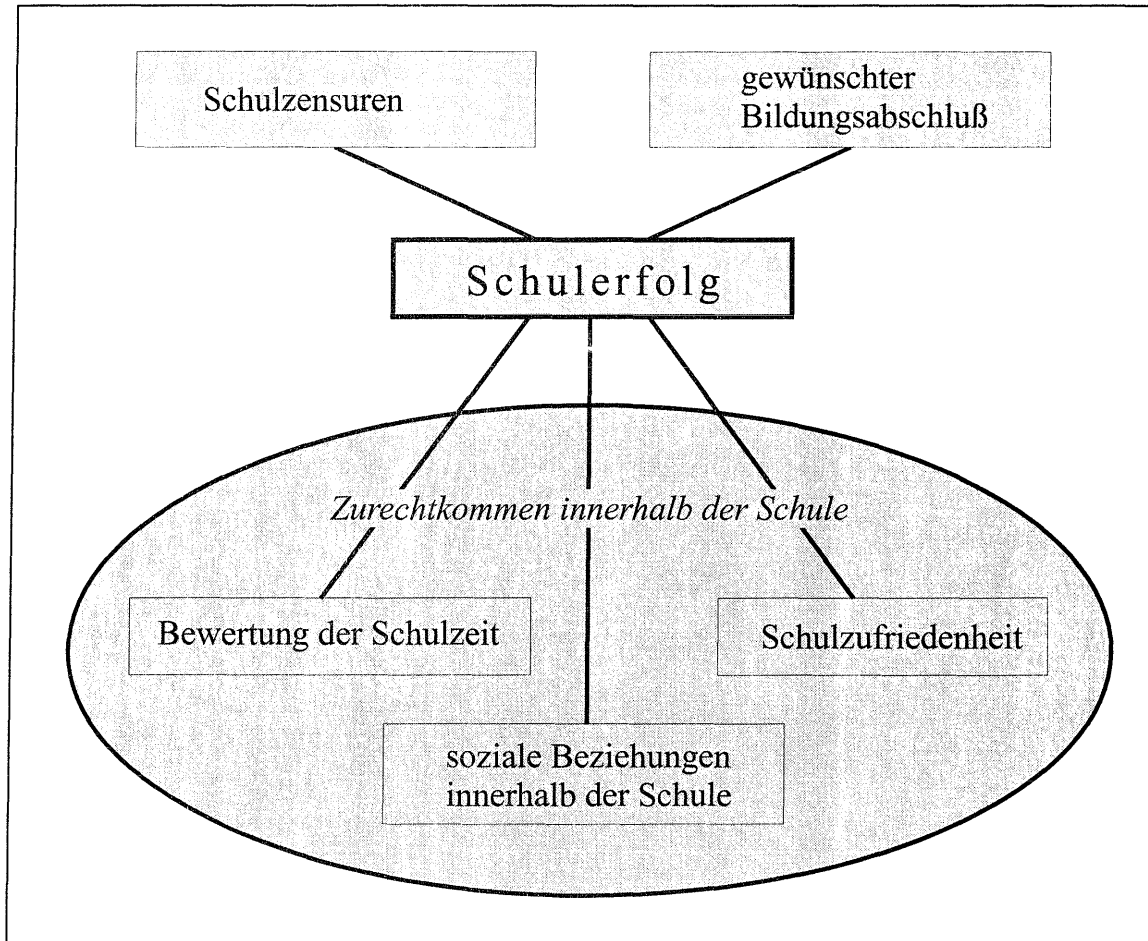 Schulzensuren
gewünschter
Bildungsabschluß
Schulerfolg
Zurechtkommen innerhalb der Schule
Bewertung der Schulzeit
Schulzufriedenheit
soziale Beziehungen
innerhalb der Schule